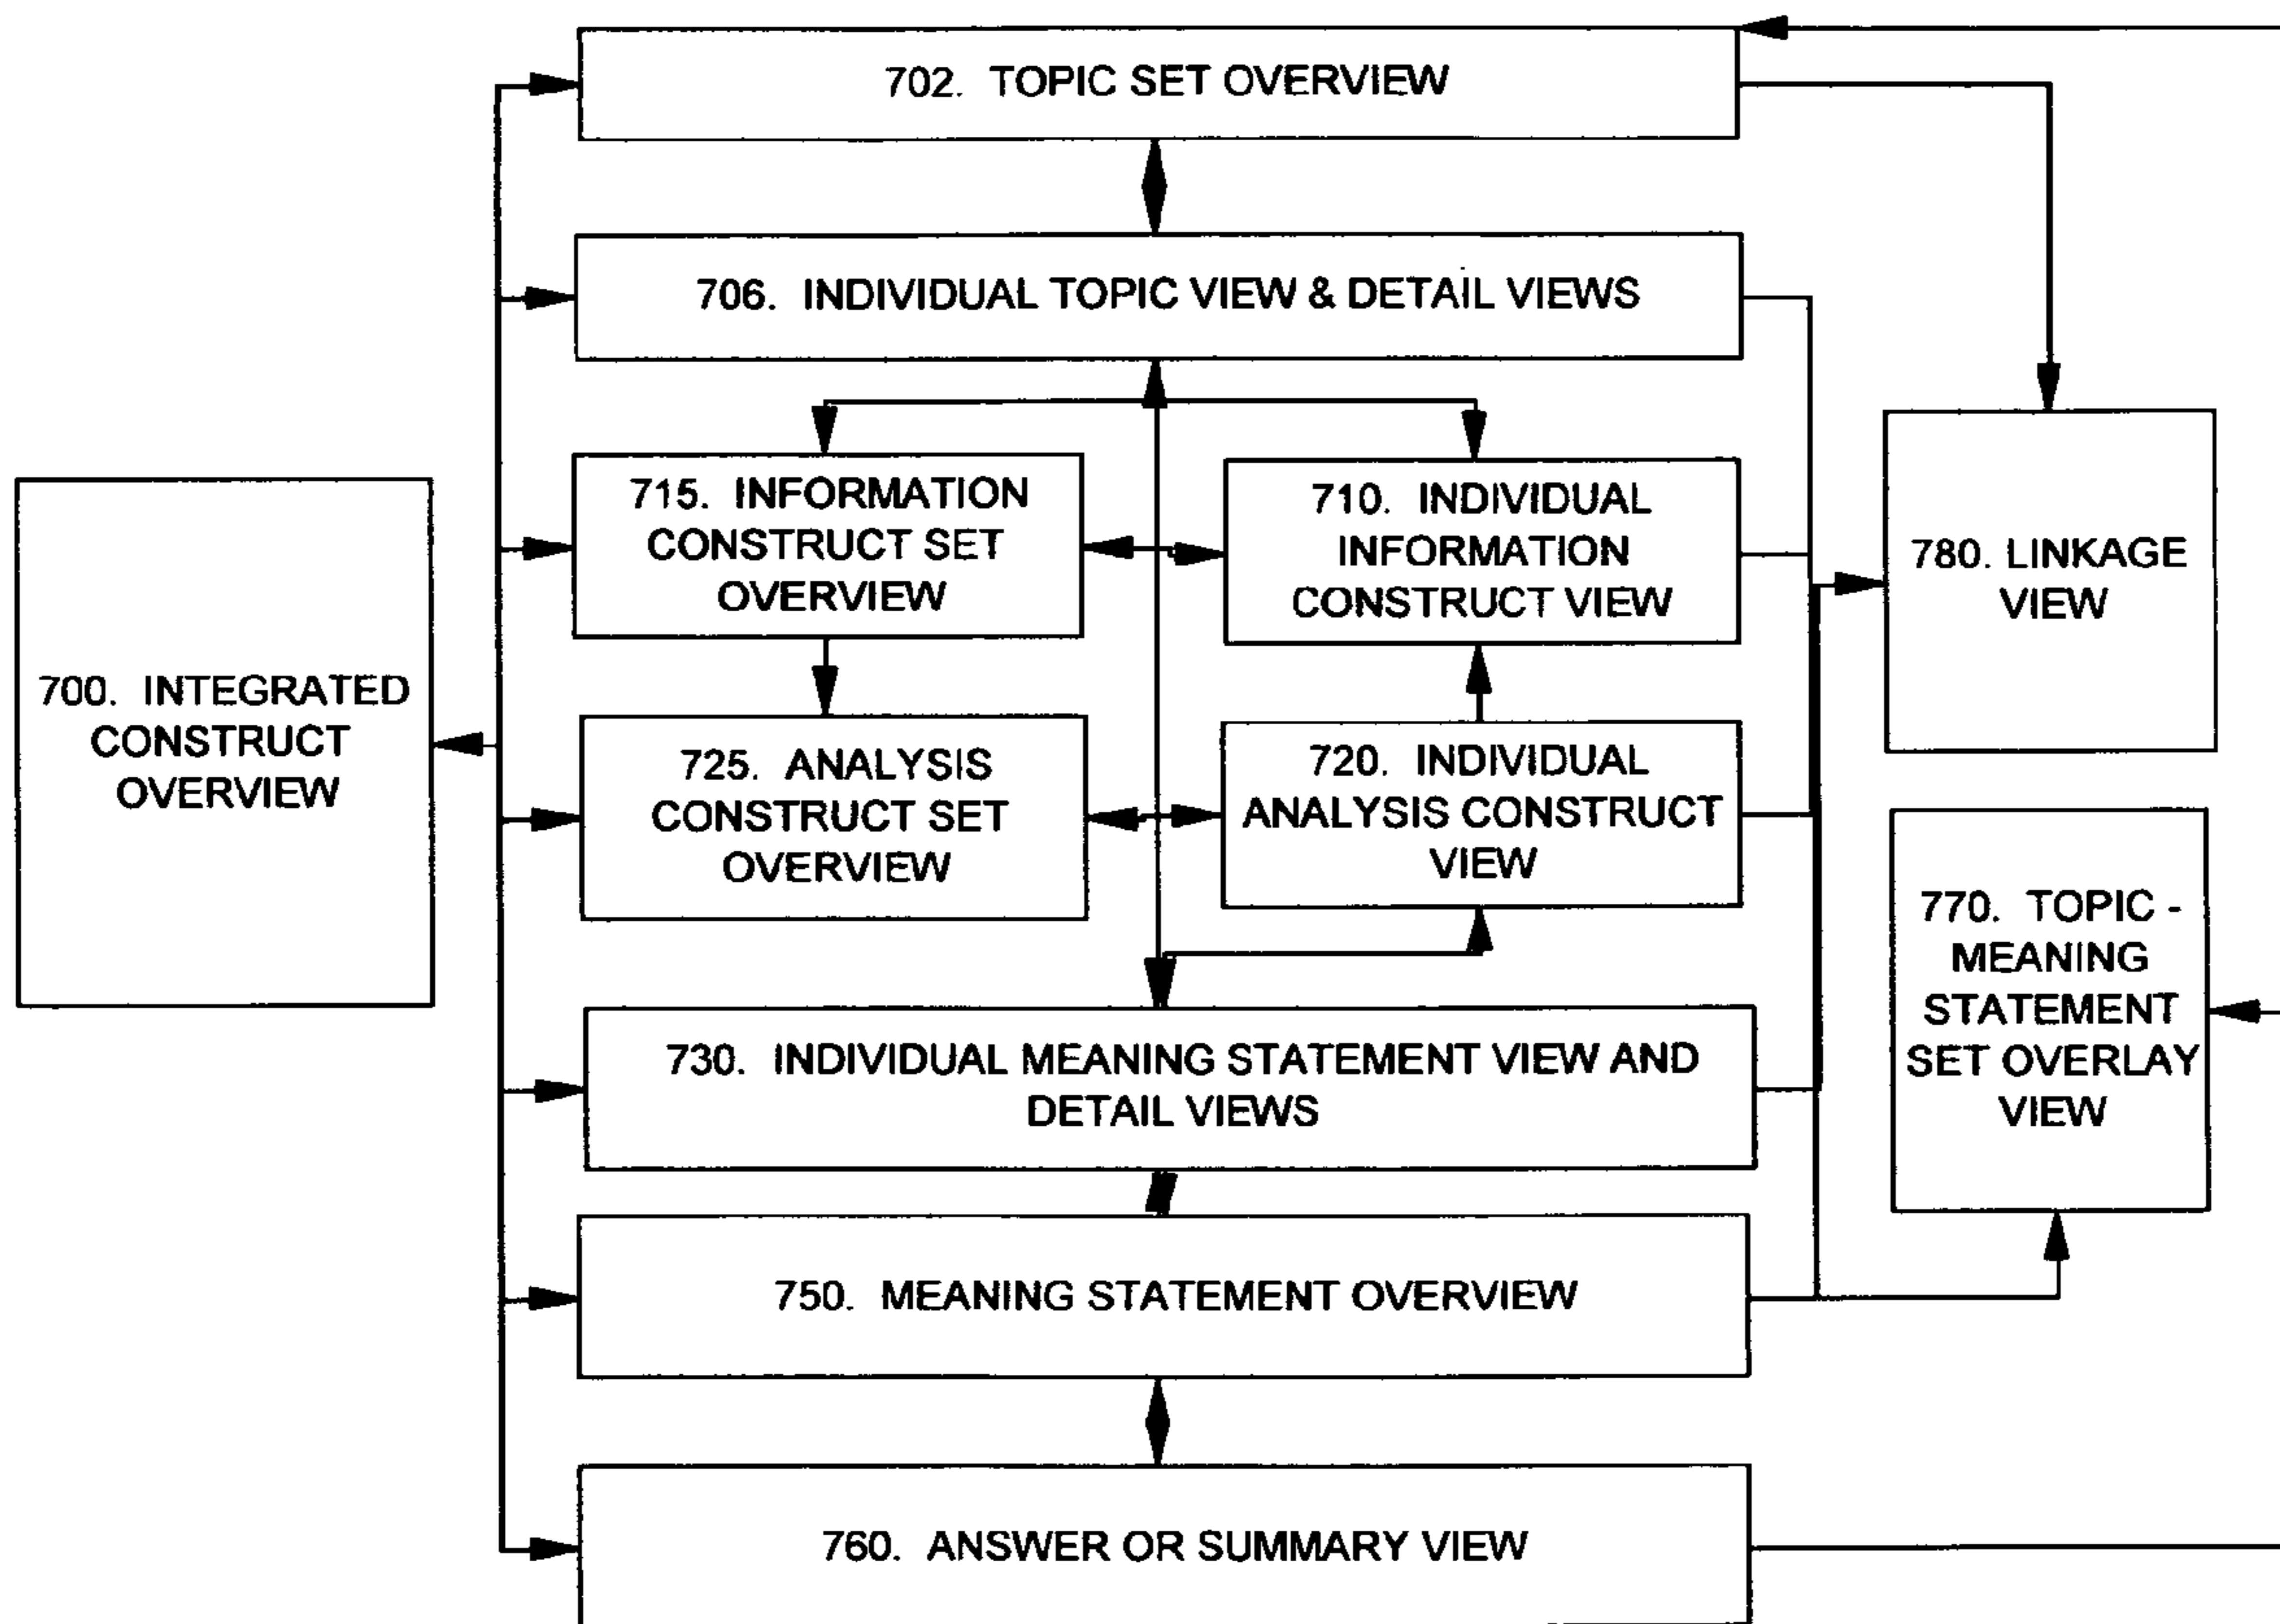 702. TOPIC SET OVERVIEW
706. INDIVIDUAL TOPIC VIEW & DETAIL VIEWS
715. INFORMATION
CONSTRUCT SET
OVERVIEW
710. INDIVIDUAL
INFORMATION
CONSTRUCT VIEW
780. LINKAGE
VIEW
700. INTEGRATED
CONSTRUCT
OVERVIEW
725. ANALYSIS
CONSTRUCT SET
OVERVIEW
720. INDIVIDUAL
ANALYSIS CONSTRUCT
VIEW
770. TOPIC -
MEANING
STATEMENT
SET OVERLAY
VIEW
730. INDIVIDUAL MEANING STATEMENT VIEW AND
DETAIL VIEWS
750. MEANING STATEMENT OVERVIEW
760. ANSWER OR SUMMARY VIEW